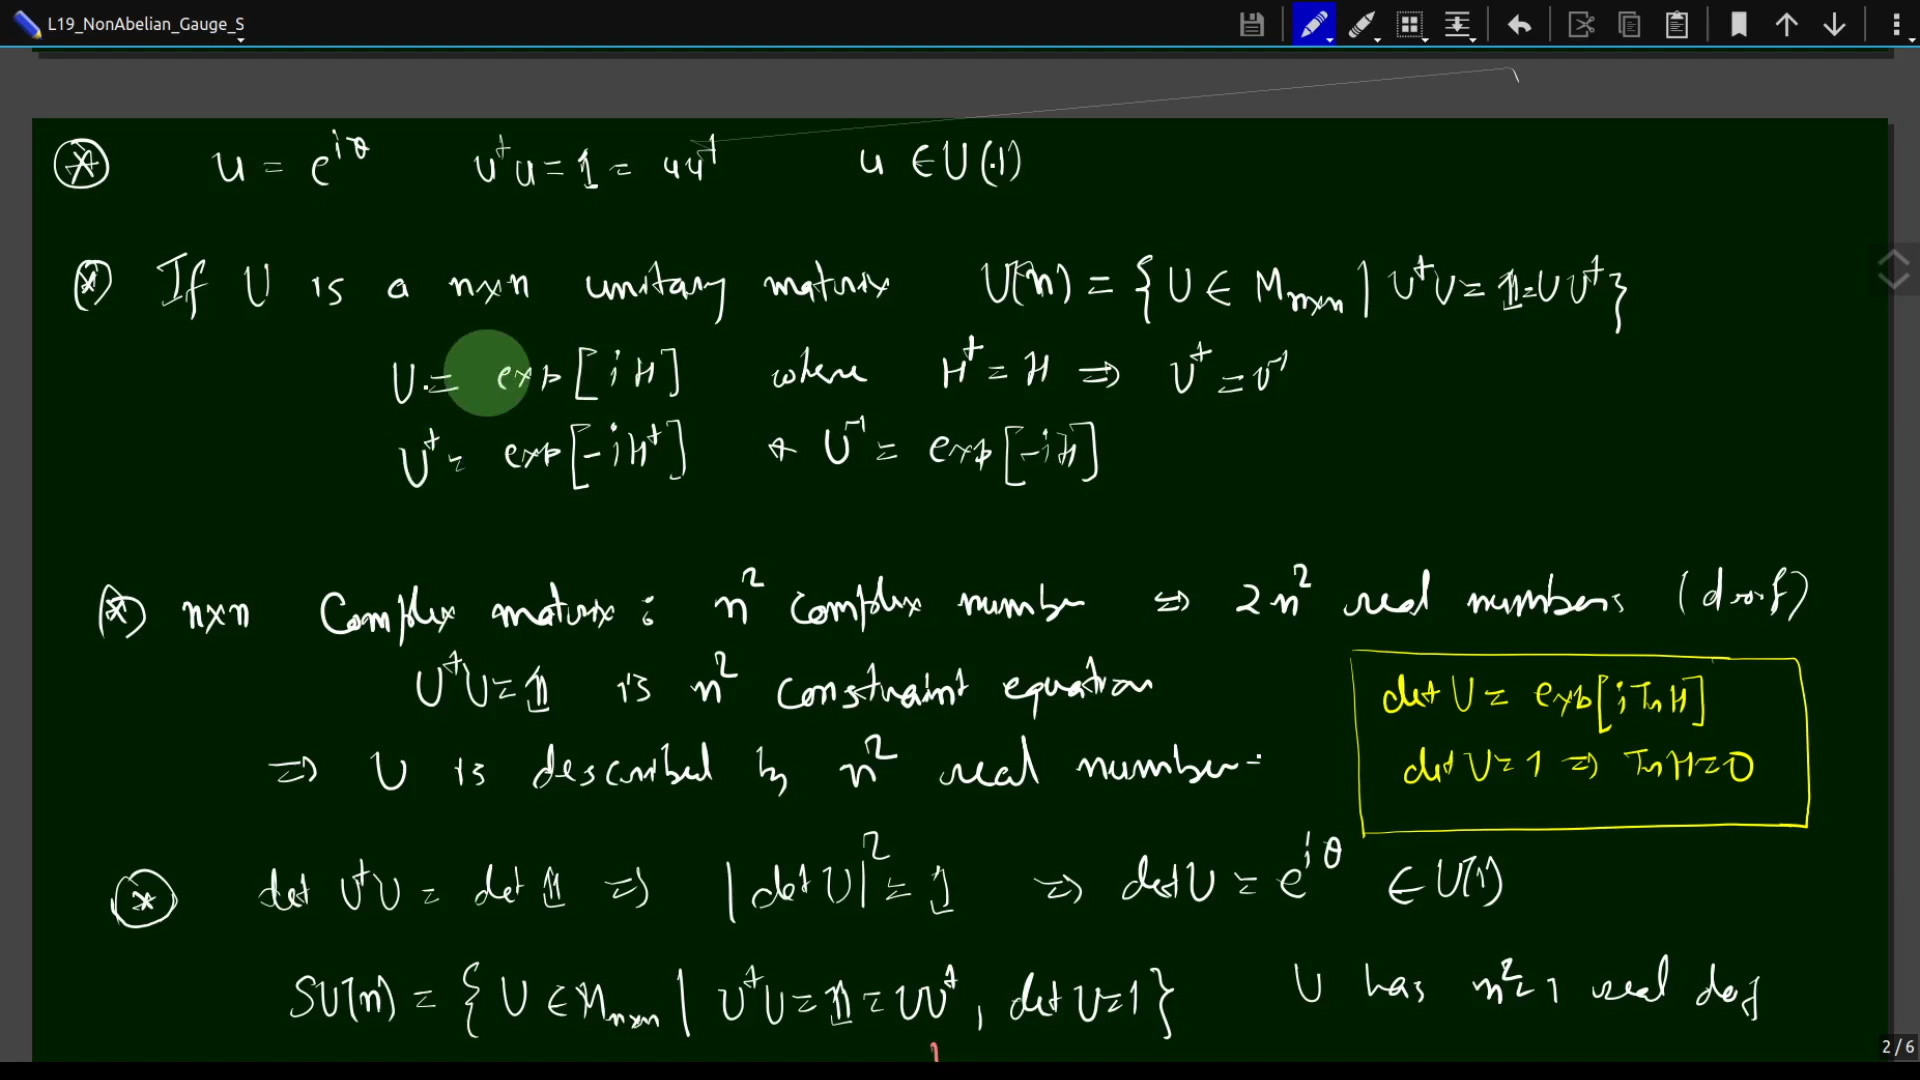 L19_NonAbelian_Gauge_S
⊛ u = e^{iθ} u†u = 𝟙 = uu† u ∈ U(1)
⊛ If U is a n×n unitary matrix U(n) = { U ∈ M_{n×n} | U†U = 𝟙 = UU† }
U = exp[iH] where H† = H ⇒ U† = U⁻¹
U† = exp[-iH†] & U⁻¹ = exp[-iH]
⊛ n×n Complex matrix : n² complex number ⇔ 2n² real numbers (d.o.f)
U†U = 𝟙 is n² constraint equation
⇒ U is described by n² real number.
det U = exp[i Tr H]
det U = 1 ⇒ Tr H = 0
⊛ det U†U = det 𝟙 ⇒ |det U|² = 1 ⇒ det U = e^{iθ} ∈ U(1)
SU(n) = { U ∈ M_{n×n} | U†U = 𝟙 = UU†, det U = 1 } U has n²-1 real dof
2 / 6